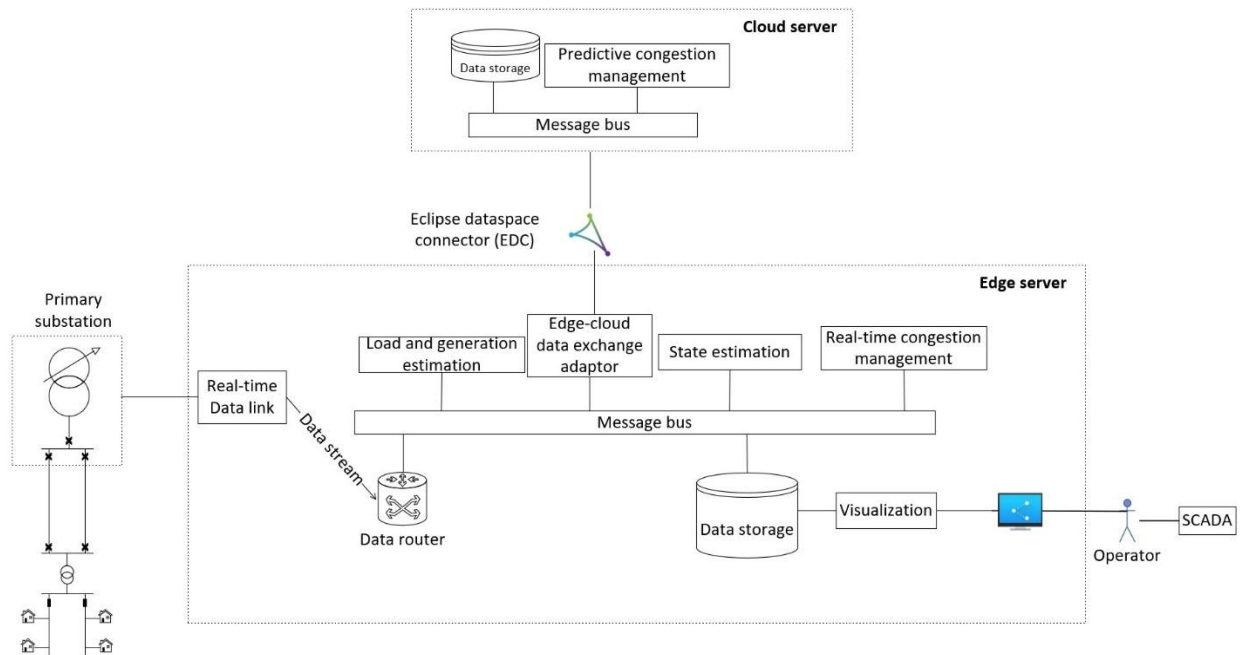 Cloud server
Data storage
Predictive congestion
management
Message bus
Eclipse dataspace
connector (EDC)
Edge server
Primary
substation
Load and generation
estimation
Edge-cloud
data exchange
adaptor
State estimation
Real-time congestion
management
Real-time
Data link
Data stream
Message bus
Data router
Data storage
Visualization
Operator
SCADA